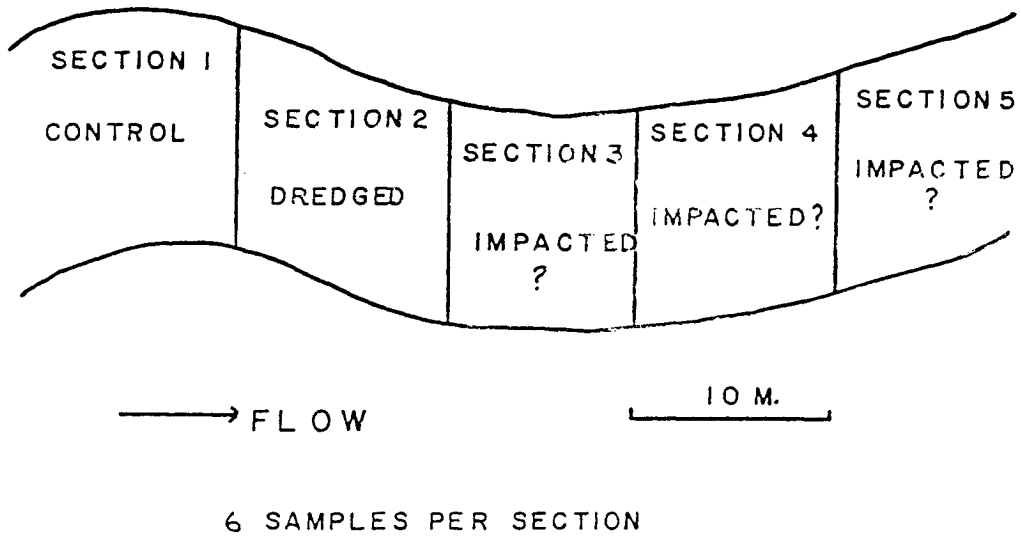 SECTION 1
CONTROL
SECTION 2
DREDGED
SECTION 3
IMPACTED
?
SECTION 4
IMPACTED?
SECTION 5
IMPACTED
?
FLOW
10 M.
6 SAMPLES PER SECTION